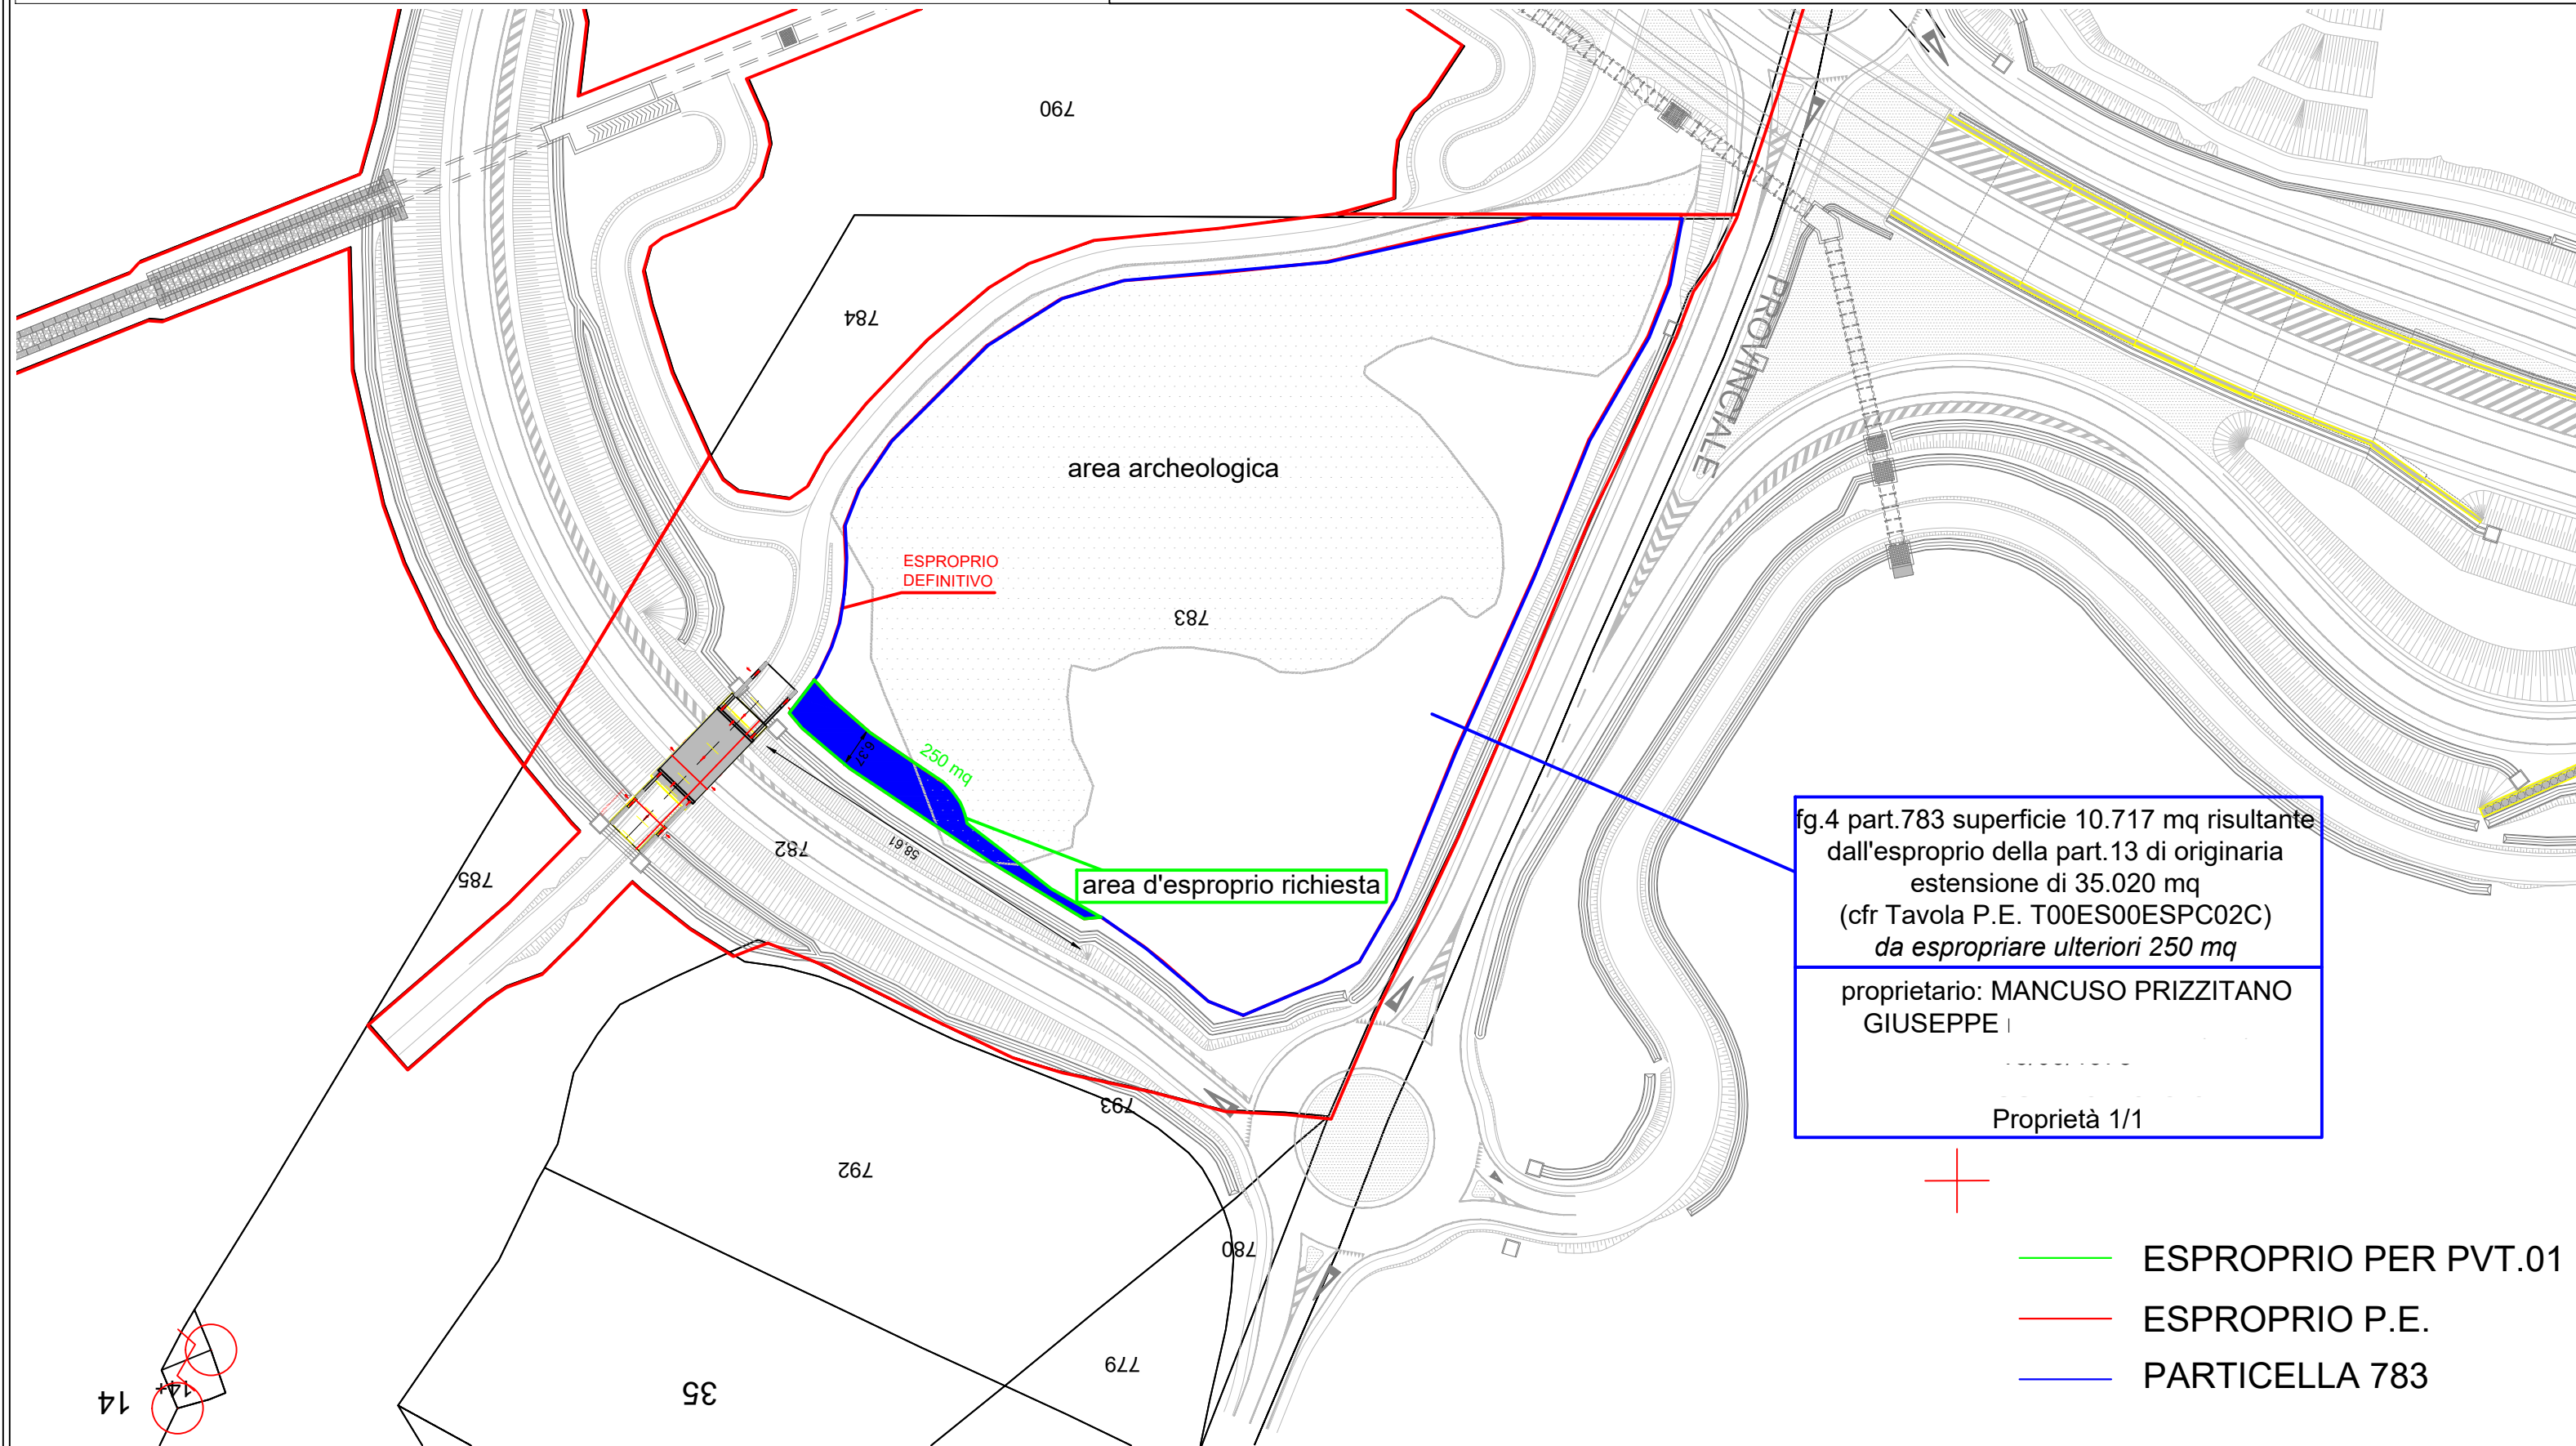 790
784
PROVINCIALE
area archeologica
ESPROPRIO
DEFINITIVO
783
250 mq
6,37
58,61
782
785
area d'esproprio richiesta
fg.4 part.783 superficie 10.717 mq risultante
dall'esproprio della part.13 di originaria
estensione di 35.020 mq
(cfr Tavola P.E. T00ES00ESPC02C)
da espropriare ulteriori 250 mq
proprietario: MANCUSO PRIZZITANO
GIUSEPPE
Proprietà 1/1
793
792
780
779
35
14
14+
ESPROPRIO PER PVT.01
ESPROPRIO P.E.
PARTICELLA 783